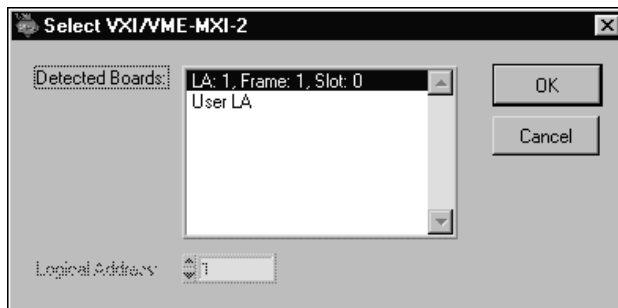 Select VXI/VME-MXI-2
Detected Boards:
LA: 1, Frame: 1, Slot: 0
User LA
OK
Cancel
Logical Address:
1